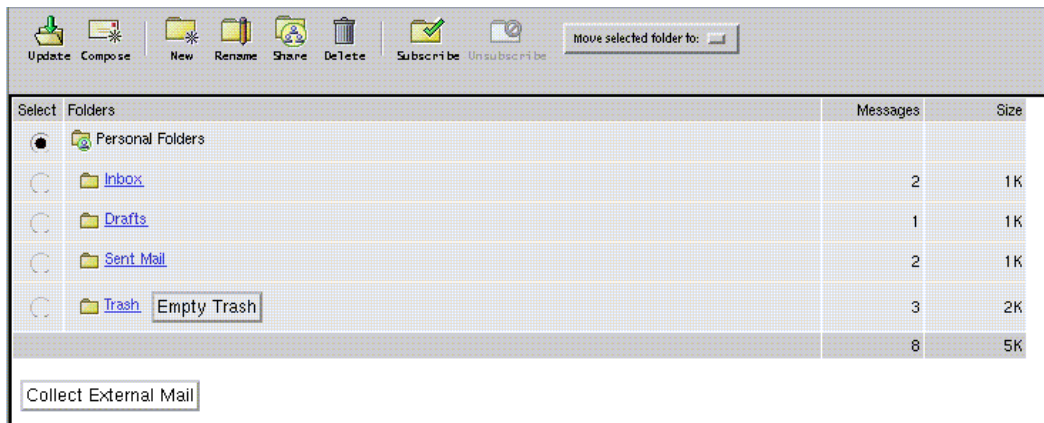 Update Compose New Rename Share Delete Subscribe Unsubscribe Move selected folder to:
Select Folders Messages Size
Personal Folders
Inbox 2 1K
Drafts 1 1K
Sent Mail 2 1K
Trash Empty Trash 3 2K
8 5K
Collect External Mail